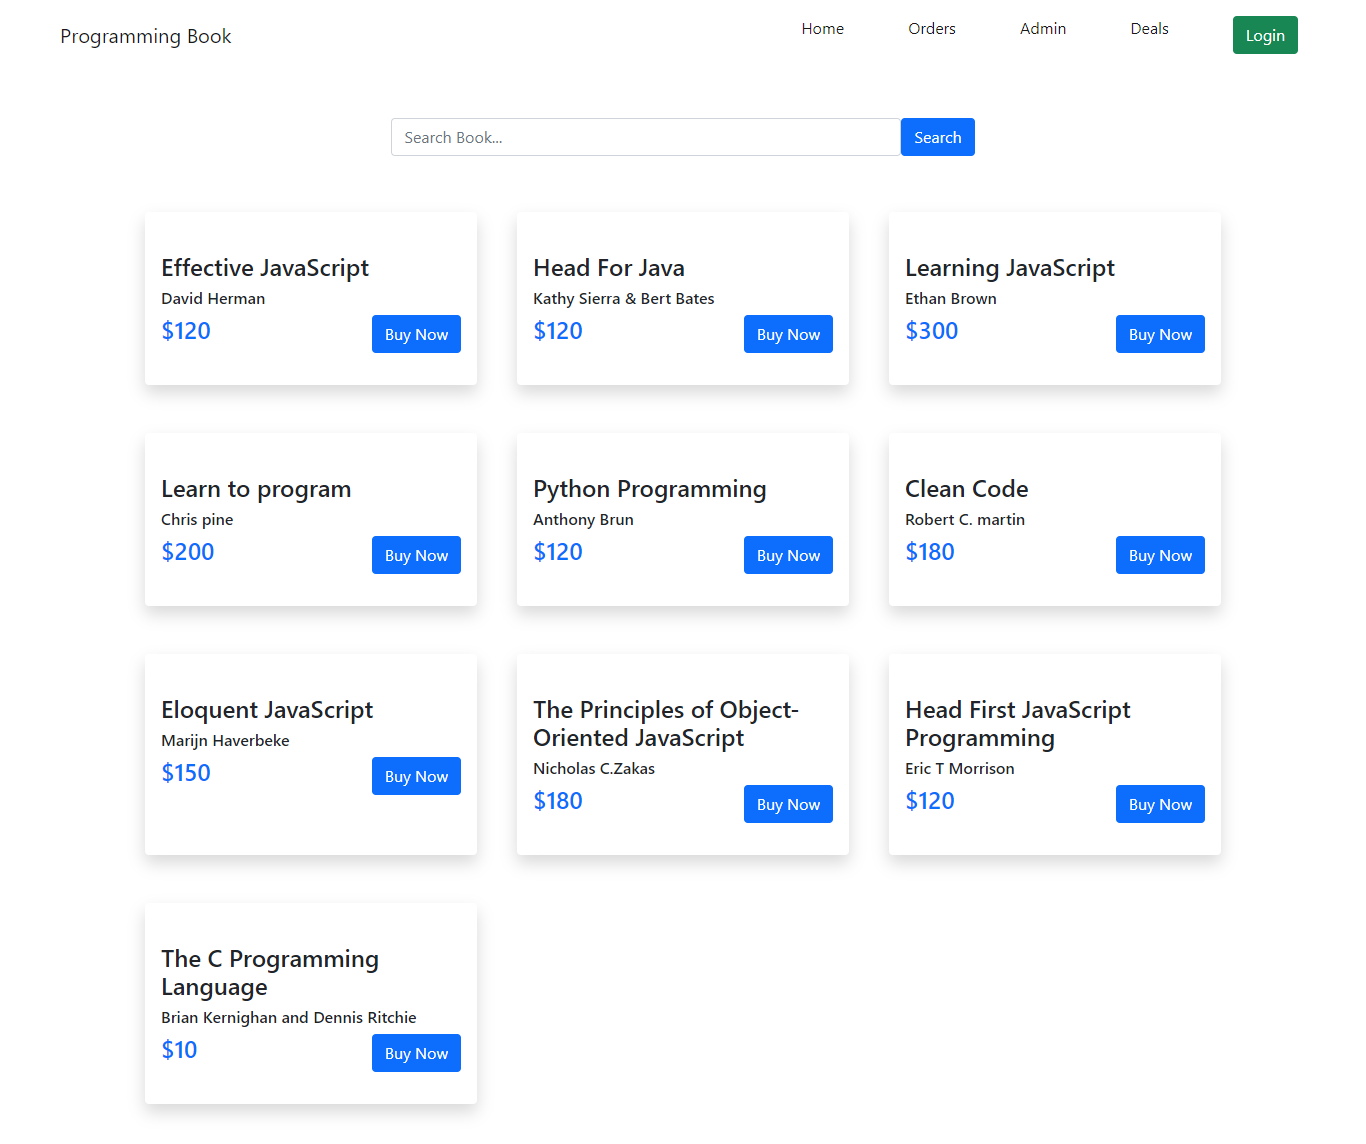 Programming Book
Home
Orders
Admin
Deals
Login
Search Book...
Search
Effective JavaScript
David Herman
$120
Buy Now
Head For Java
Kathy Sierra & Bert Bates
$120
Buy Now
Learning JavaScript
Ethan Brown
$300
Buy Now
Learn to program
Chris pine
$200
Buy Now
Python Programming
Anthony Brun
$120
Buy Now
Clean Code
Robert C. martin
$180
Buy Now
Eloquent JavaScript
Marijn Haverbeke
$150
Buy Now
The Principles of Object-
Oriented JavaScript
Nicholas C.Zakas
$180
Buy Now
Head First JavaScript
Programming
Eric T Morrison
$120
Buy Now
The C Programming
Language
Brian Kernighan and Dennis Ritchie
$10
Buy Now